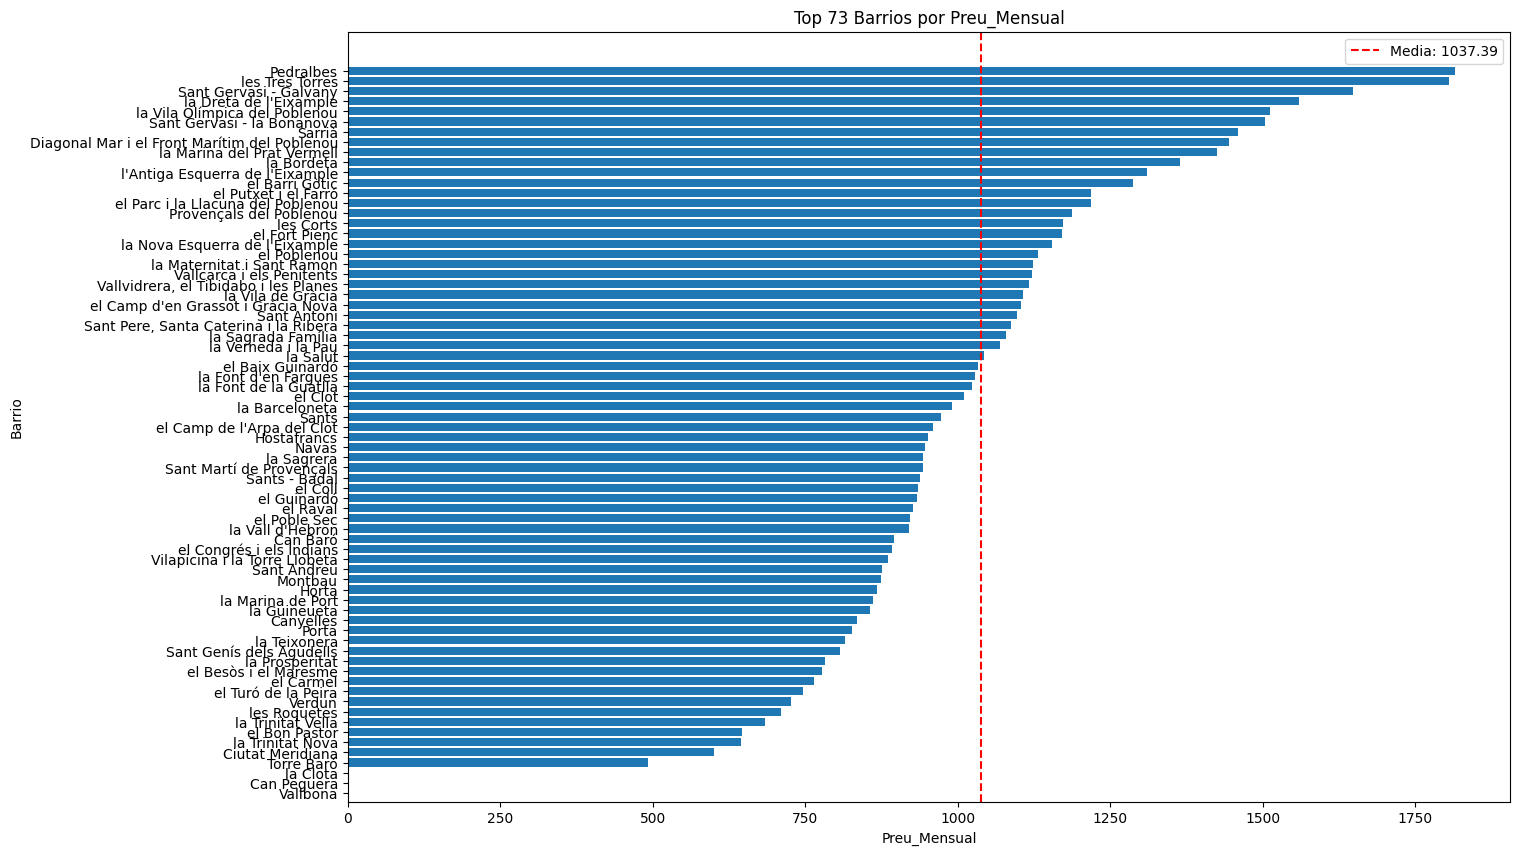 Top 73 Barrios por Preu_Mensual
Media: 1037.39
Pedralbes
les Tres Torres
Sant Gervasi - Galvany
la Dreta de l'Eixample
la Vila Olímpica del Poblenou
Sant Gervasi - la Bonanova
Sarrià
Diagonal Mar i el Front Marítim del Poblenou
la Marina del Prat Vermell
la Bordeta
l'Antiga Esquerra de l'Eixample
el Barri Gòtic
el Putxet i el Farró
el Parc i la Llacuna del Poblenou
Provençals del Poblenou
les Corts
el Fort Pienc
la Nova Esquerra de l'Eixample
el Poblenou
la Maternitat i Sant Ramon
Vallcarca i els Penitents
Vallvidrera, el Tibidabo i les Planes
la Vila de Gràcia
el Camp d'en Grassot i Gràcia Nova
Sant Antoni
Sant Pere, Santa Caterina i la Ribera
la Sagrada Família
la Verneda i la Pau
la Salut
el Baix Guinardó
la Font d'en Fargues
la Font de la Guatlla
el Clot
la Barceloneta
Sants
el Camp de l'Arpa del Clot
Hostafrancs
Navas
la Sagrera
Sant Martí de Provençals
Sants - Badal
el Coll
el Guinardó
el Raval
el Poble Sec
la Vall d'Hebron
Can Baró
el Congrés i els Indians
Vilapicina i la Torre Llobeta
Sant Andreu
Montbau
Horta
la Marina de Port
la Guineueta
Canyelles
Porta
la Teixonera
Sant Genís dels Agudells
la Prosperitat
el Besòs i el Maresme
el Carmel
el Turó de la Peira
Verdun
les Roquetes
la Trinitat Vella
el Bon Pastor
la Trinitat Nova
Ciutat Meridiana
Torre Baró
la Clota
Can Peguera
Vallbona
Barrio
0 250 500 750 1000 1250 1500 1750
Preu_Mensual